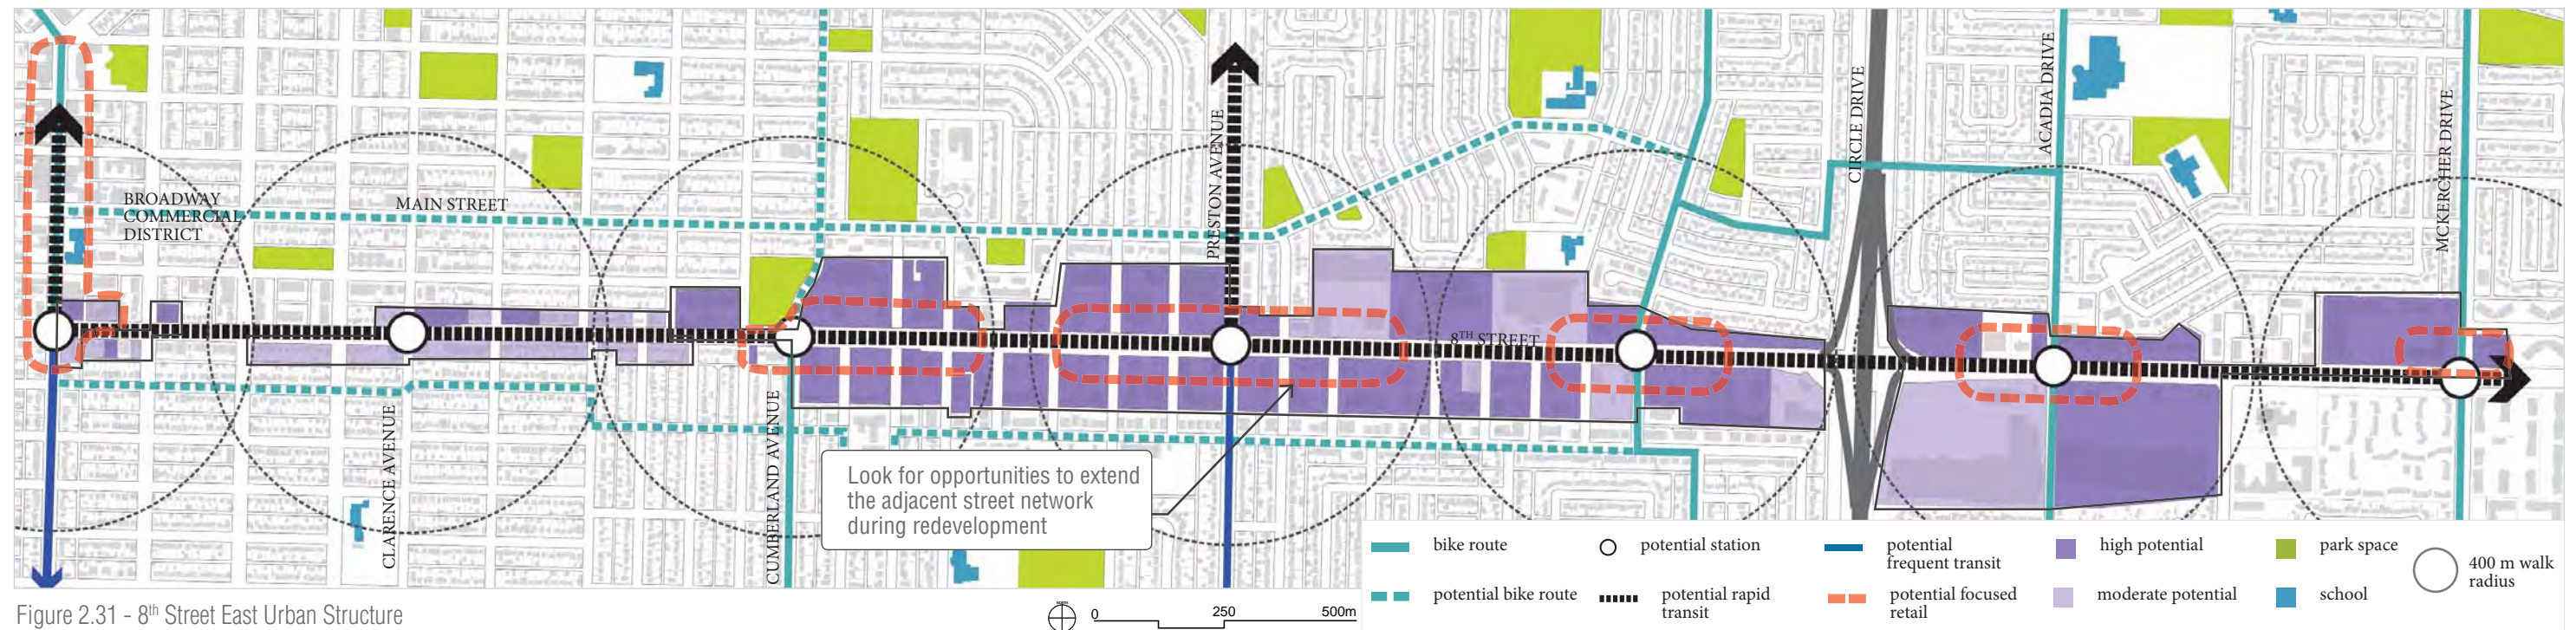 BROADWAY
COMMERCIAL
DISTRICT
MAIN STREET
CLARENCE AVENUE
CUMBERLAND AVENUE
PRESTON AVENUE
8TH STREET
CIRCLE DRIVE
ACADIA DRIVE
MCKERCHER DRIVE
Look for opportunities to extend
the adjacent street network
during redevelopment
bike route
potential bike route
potential station
potential rapid
transit
potential
frequent transit
potential focused
retail
high potential
moderate potential
park space
school
400 m walk
radius
Figure 2.31 - 8th Street East Urban Structure
0
250
500m